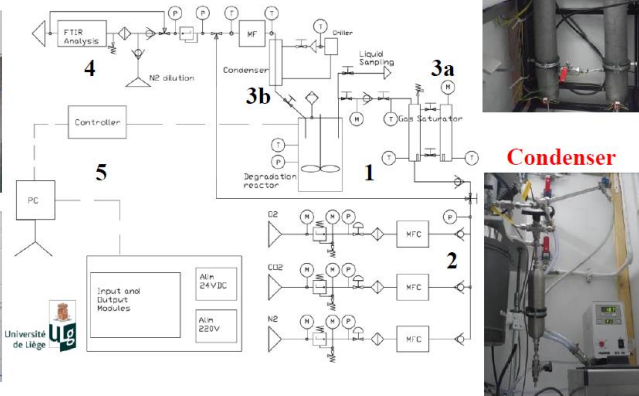 FTIR
Analysis
4
N2 dilution
P
P
T
MF
T
T
Chiller
Condenser
3b
Liquid
Sampling
3a
M
Gas Saturator
M
T
T
T
Controller
T
P
Degradation
reactor
1
5
PC
O2
M
M
P
MFC
P
2
CO2
M
M
P
MFC
N2
M
M
P
MFC
Input and
Output
Modules
Alim
24VDC
Alim
220V
Université
de Liège
Condenser